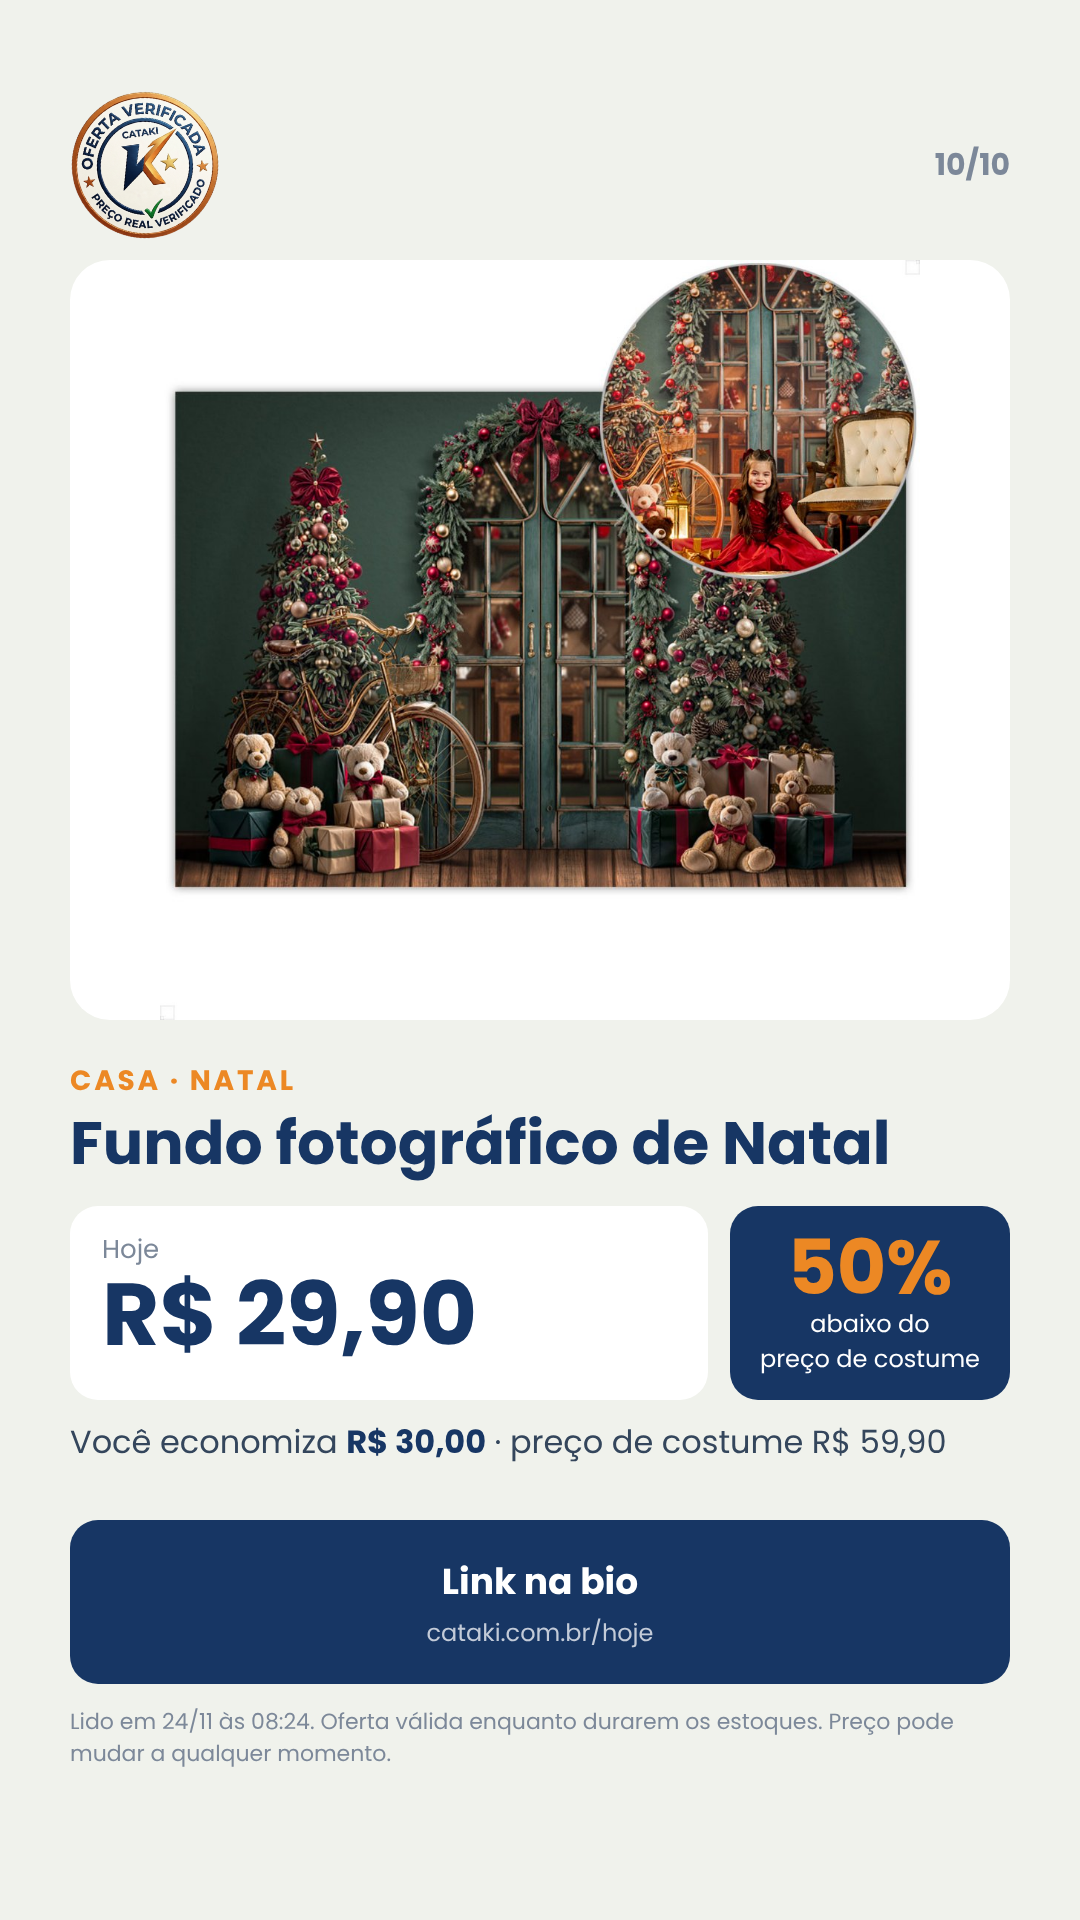 OFERTA VERIFICADA
CATAKI
PREÇO REAL VERIFICADO
10/10
CASA · NATAL
Fundo fotográfico de Natal
Hoje
R$ 29,90
50%
abaixo do
preço de costume
Você economiza R$ 30,00 · preço de costume R$ 59,90
Link na bio
cataki.com.br/hoje
Lido em 24/11 às 08:24. Oferta válida enquanto durarem os estoques. Preço pode
mudar a qualquer momento.